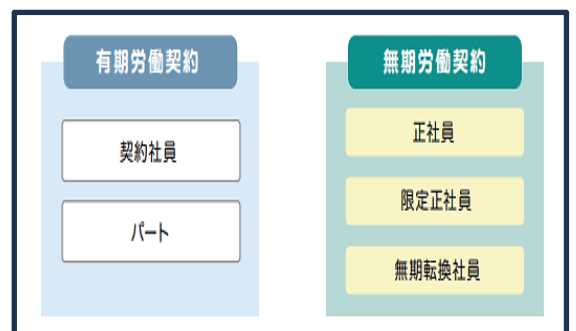 有期労働契約
契約社員
パート
無期労働契約
正社員
限定正社員
無期転換社員